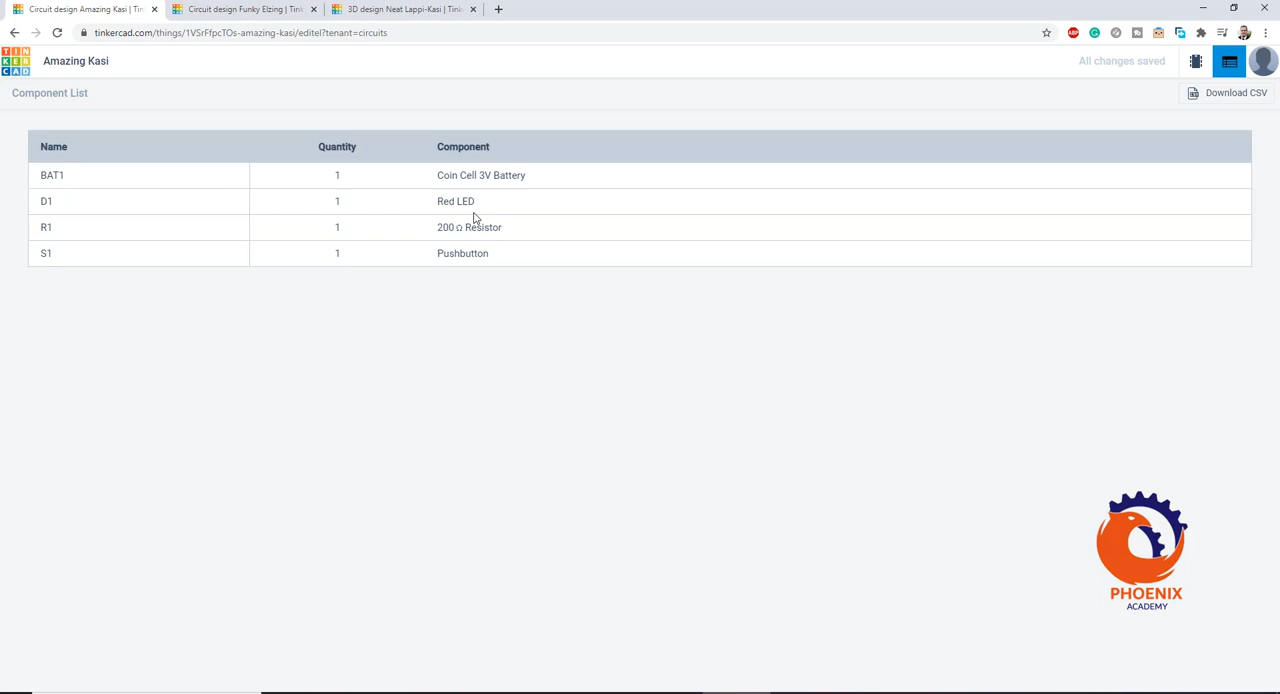 Circuit design Amazing Kasi | Tin
Circuit design Funky Elzing | Tink
3D design Neat Lappi-Kasi | Tink
tinkercad.com/things/1VSrFfpcTOs-amazing-kasi/editel?tenant=circuits
ABP
TIN
KER
CAD
Amazing Kasi
All changes saved
Component List
Download CSV
Name Quantity Component
BAT1 1 Coin Cell 3V Battery
D1 1 Red LED
R1 1 200 Ω Resistor
S1 1 Pushbutton
PHOENIX
ACADEMY